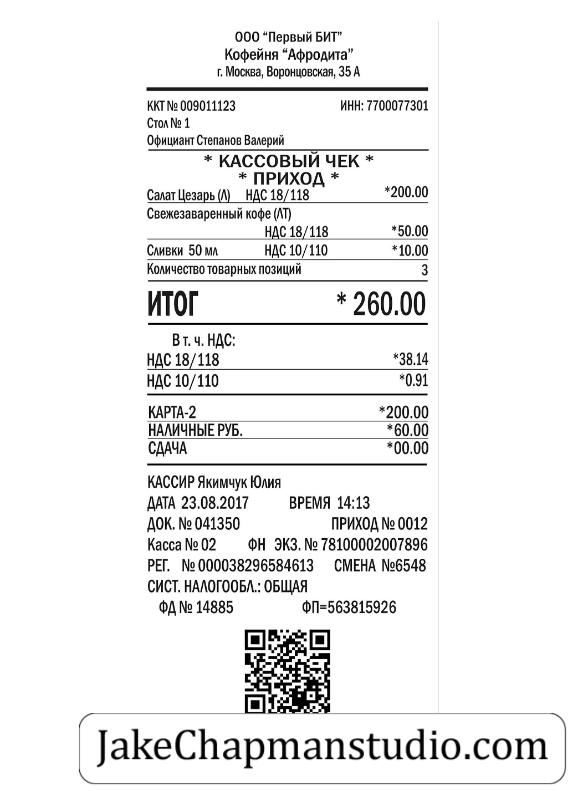 ООО “Первый БИТ”
Кофейня “Афродита”
г. Москва, Воронцовская, 35 А
ККТ № 009011123 ИНН: 7700077301
Стол № 1
Официант Степанов Валерий
* КАССОВЫЙ ЧЕК *
* ПРИХОД *
Салат Цезарь (Л) НДС 18/118 *200.00
Свежезаваренный кофе (ЛТ)
НДС 18/118 *50.00
Сливки 50 мл НДС 10/110 *10.00
Количество товарных позиций 3
ИТОГ * 260.00
В т. ч. НДС:
НДС 18/118 *38.14
НДС 10/110 *0.91
КАРТА-2 *200.00
НАЛИЧНЫЕ РУБ. *60.00
СДАЧА *00.00
КАССИР Якимчук Юлия
ДАТА 23.08.2017 ВРЕМЯ 14:13
ДОК. № 041350 ПРИХОД № 0012
Касса № 02 ФН ЭКЗ. № 78100002007896
РЕГ. № 000038296584613 СМЕНА №6548
СИСТ. НАЛОГООБЛ.: ОБЩАЯ
ФД № 14885 ФП=563815926
JakeChapmanstudio.com